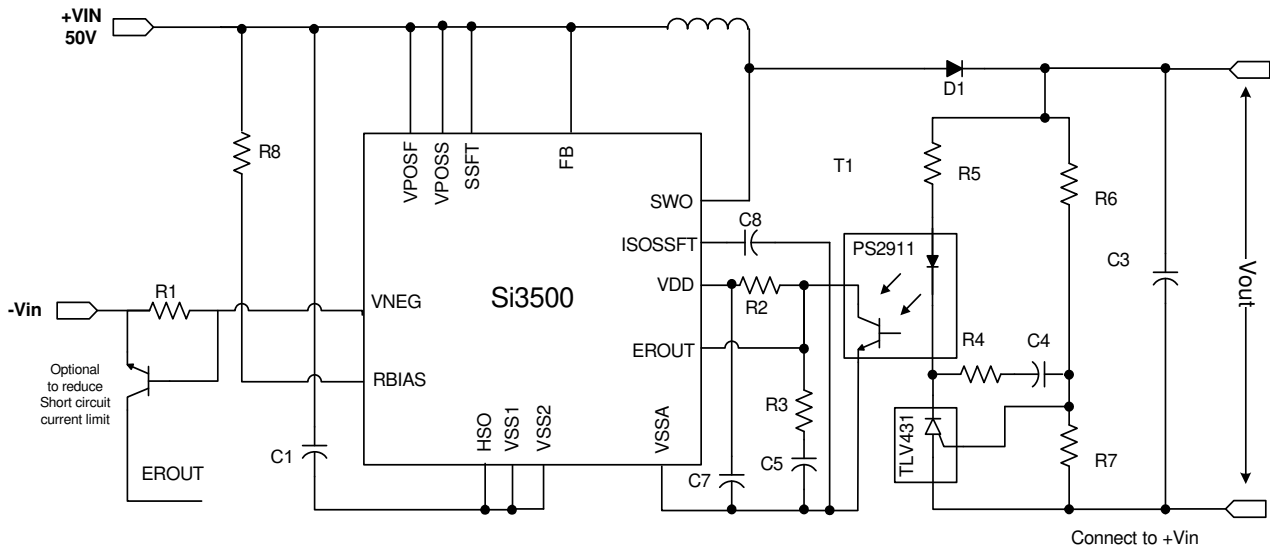 +VIN
50V
R8
VPOSF
VPOSS
SSFT
FB
D1
T1
R5
R6
SWO
C8
ISOSSFT
PS2911
C3
Vout
VDD
R2
R1
-Vin
VNEG
Si3500
EROUT
R4
C4
Optional
to reduce
Short circuit
current limit
RBIAS
R3
TLV431
R7
C1
HSO
VSS1
VSS2
VSSA
C7
C5
EROUT
Connect to +Vin